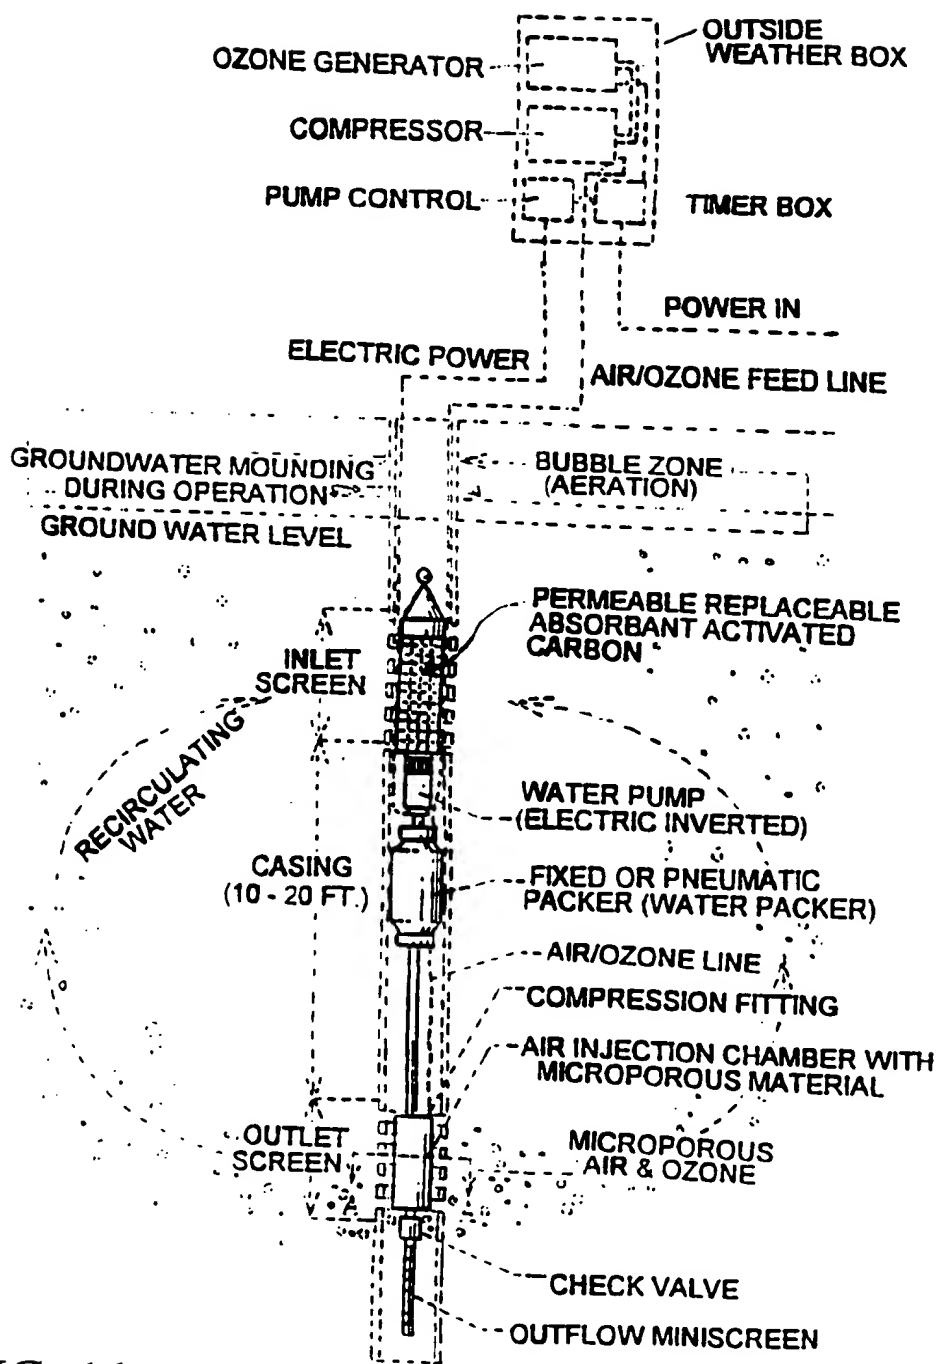 OUTSIDE
WEATHER BOX
OZONE GENERATOR
COMPRESSOR
PUMP CONTROL
TIMER BOX
POWER IN
ELECTRIC POWER
AIR/OZONE FEED LINE
GROUNDWATER MOUNDING
DURING OPERATION
BUBBLE ZONE
(AERATION)
GROUND WATER LEVEL
PERMEABLE REPLACEABLE
ABSORBANT ACTIVATED
CARBON
INLET
SCREEN
RECIRCULATING
WATER
WATER PUMP
(ELECTRIC INVERTED)
CASING
(10 - 20 FT.)
FIXED OR PNEUMATIC
PACKER (WATER PACKER)
AIR/OZONE LINE
COMPRESSION FITTING
AIR INJECTION CHAMBER WITH
MICROPOROUS MATERIAL
OUTLET
SCREEN
MICROPOROUS
AIR & OZONE
CHECK VALVE
OUTFLOW MINISCREEN